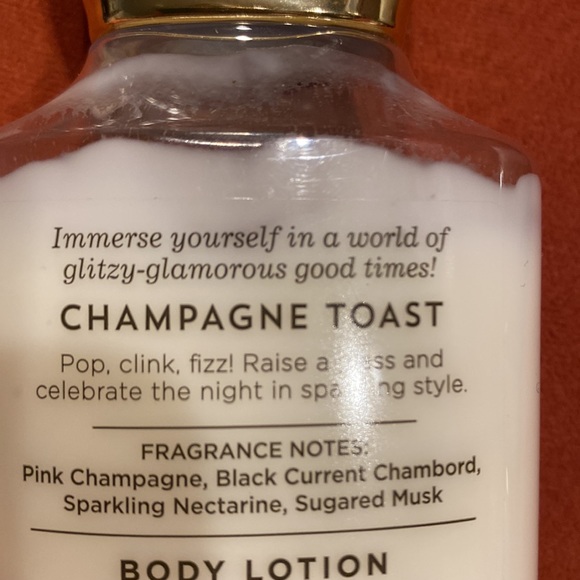 Immerse yourself in a world of
glitzy-glamorous good times!
CHAMPAGNE TOAST
Pop, clink, fizz! Raise a and
celebrate the night in style.
FRAGRANCE NOTES:
Pink Champagne, Black Current Chambord,
Sparkling Nectarine, Sugared Musk
BODY LOTION